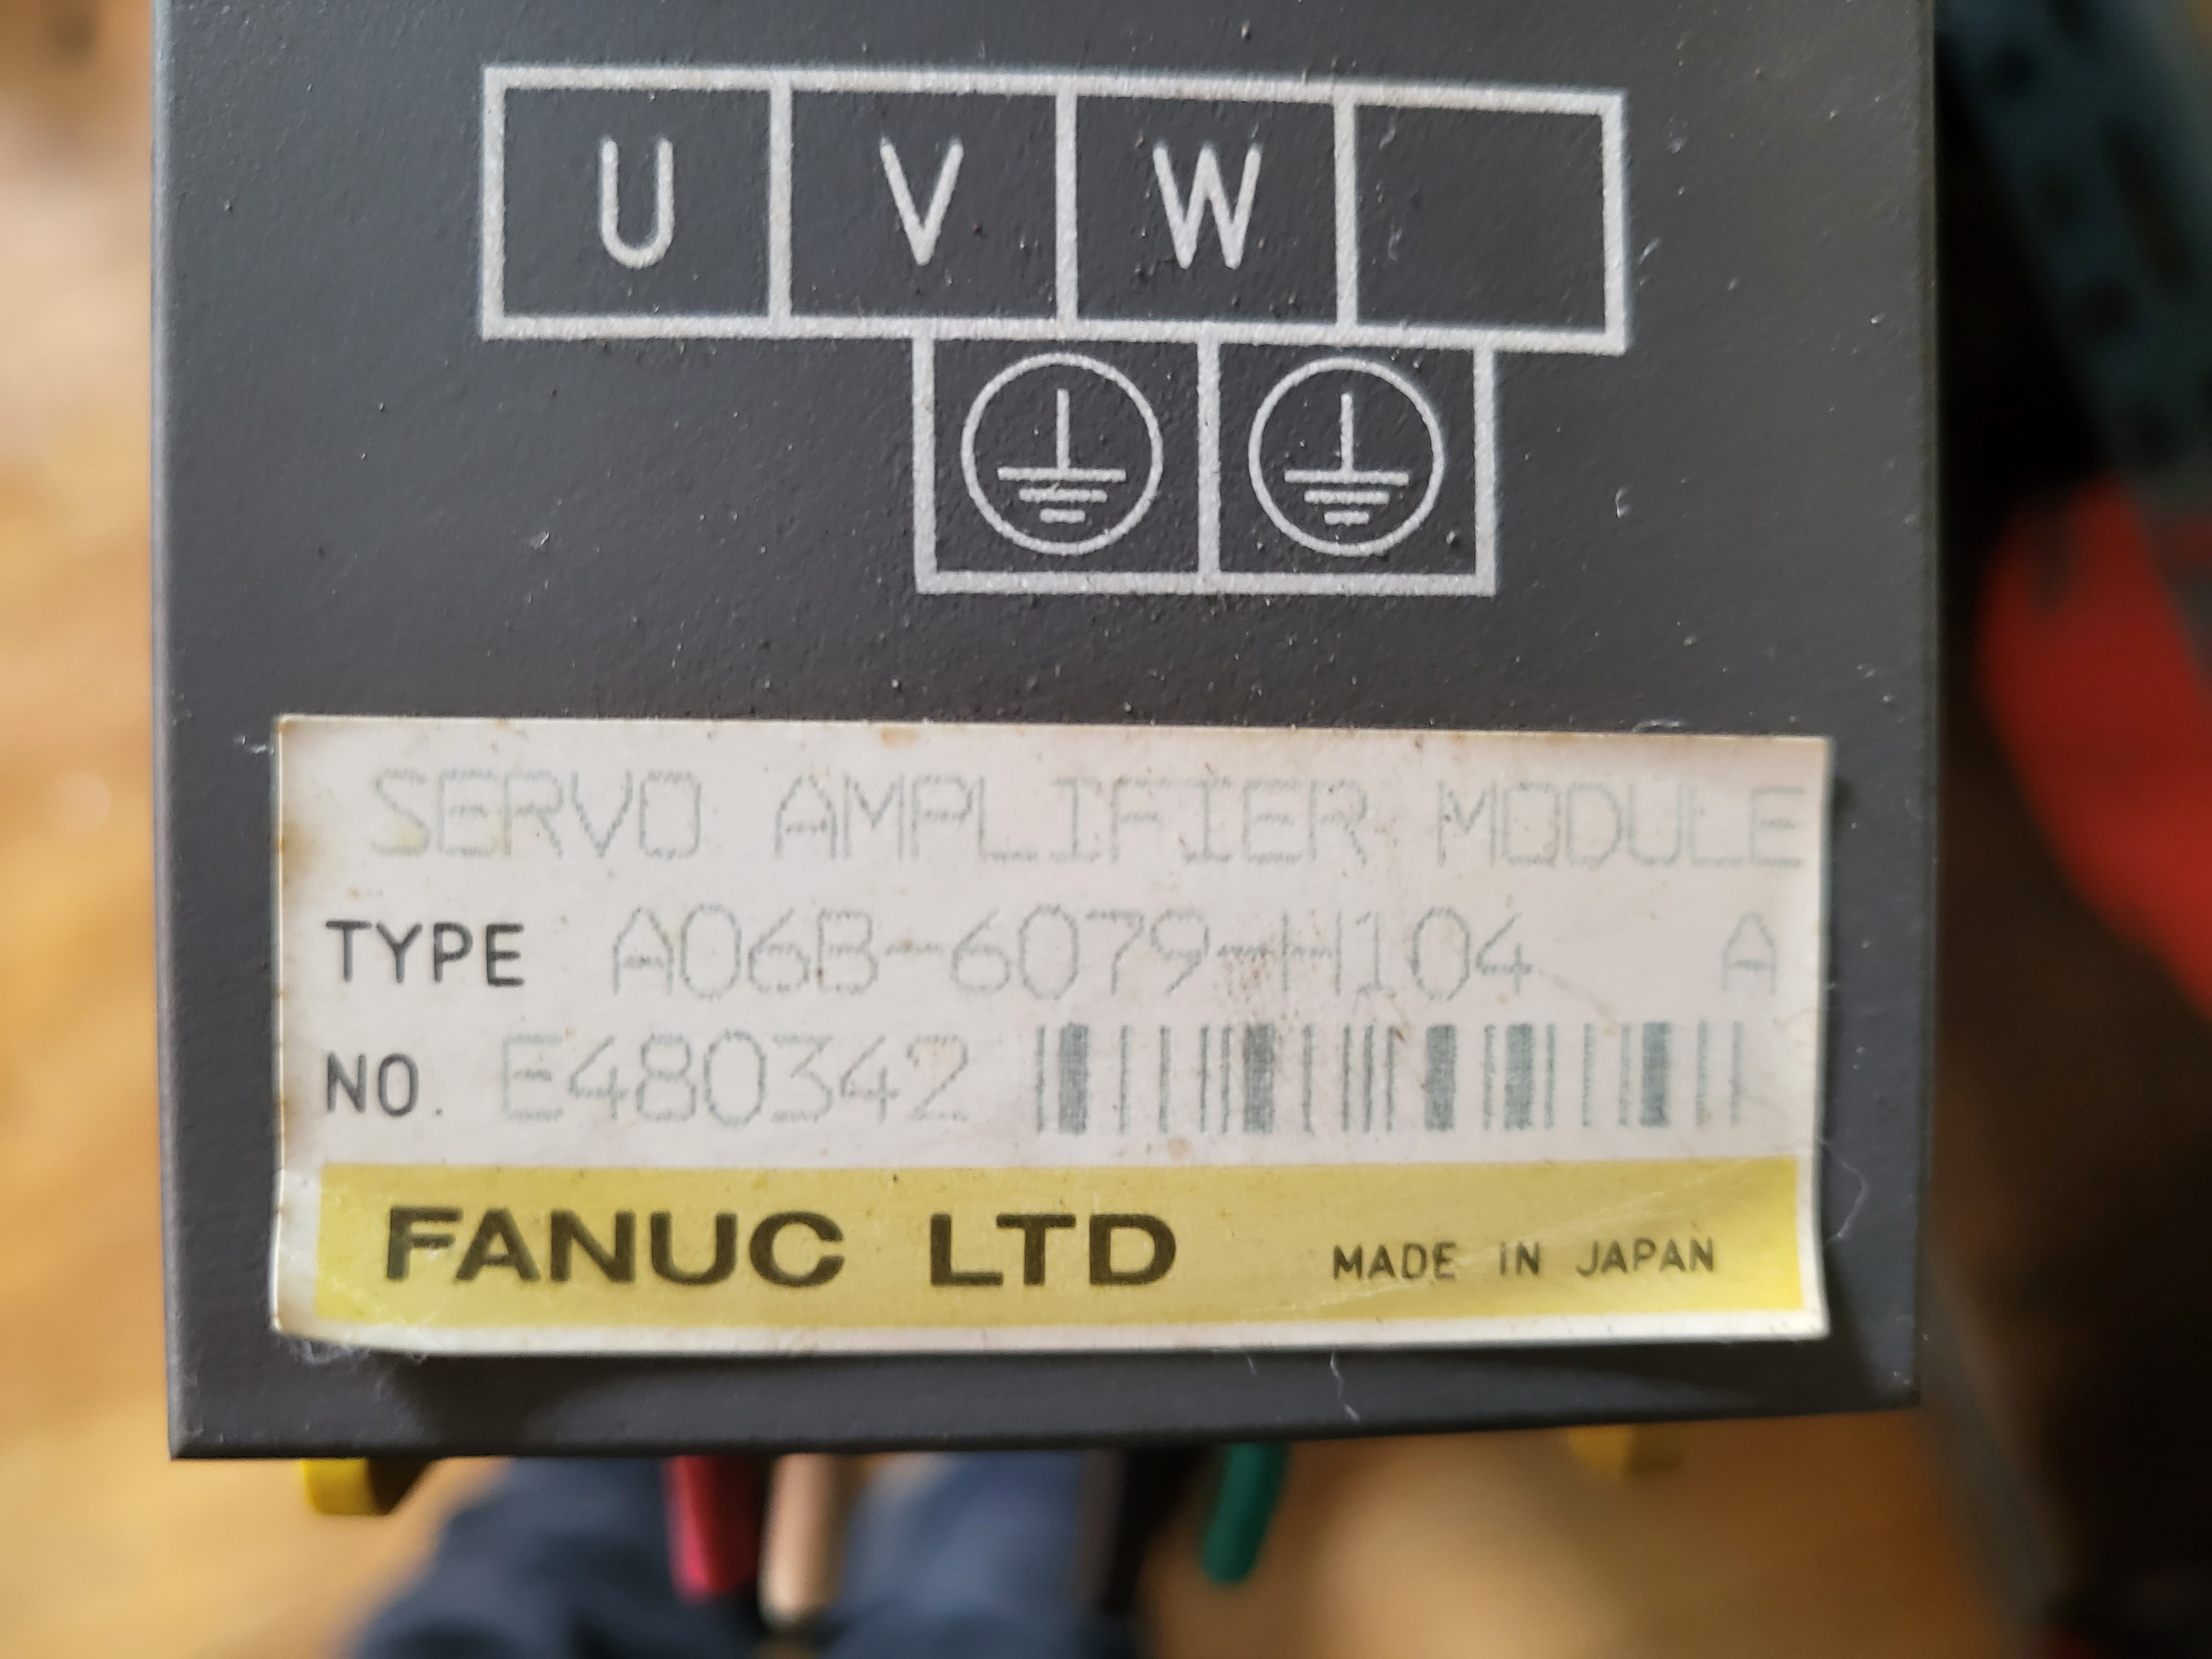 U V W
SERVO AMPLIFIER MODULE
TYPE A06B-6079-H104 A
NO. E480342
FANUC LTD MADE IN JAPAN